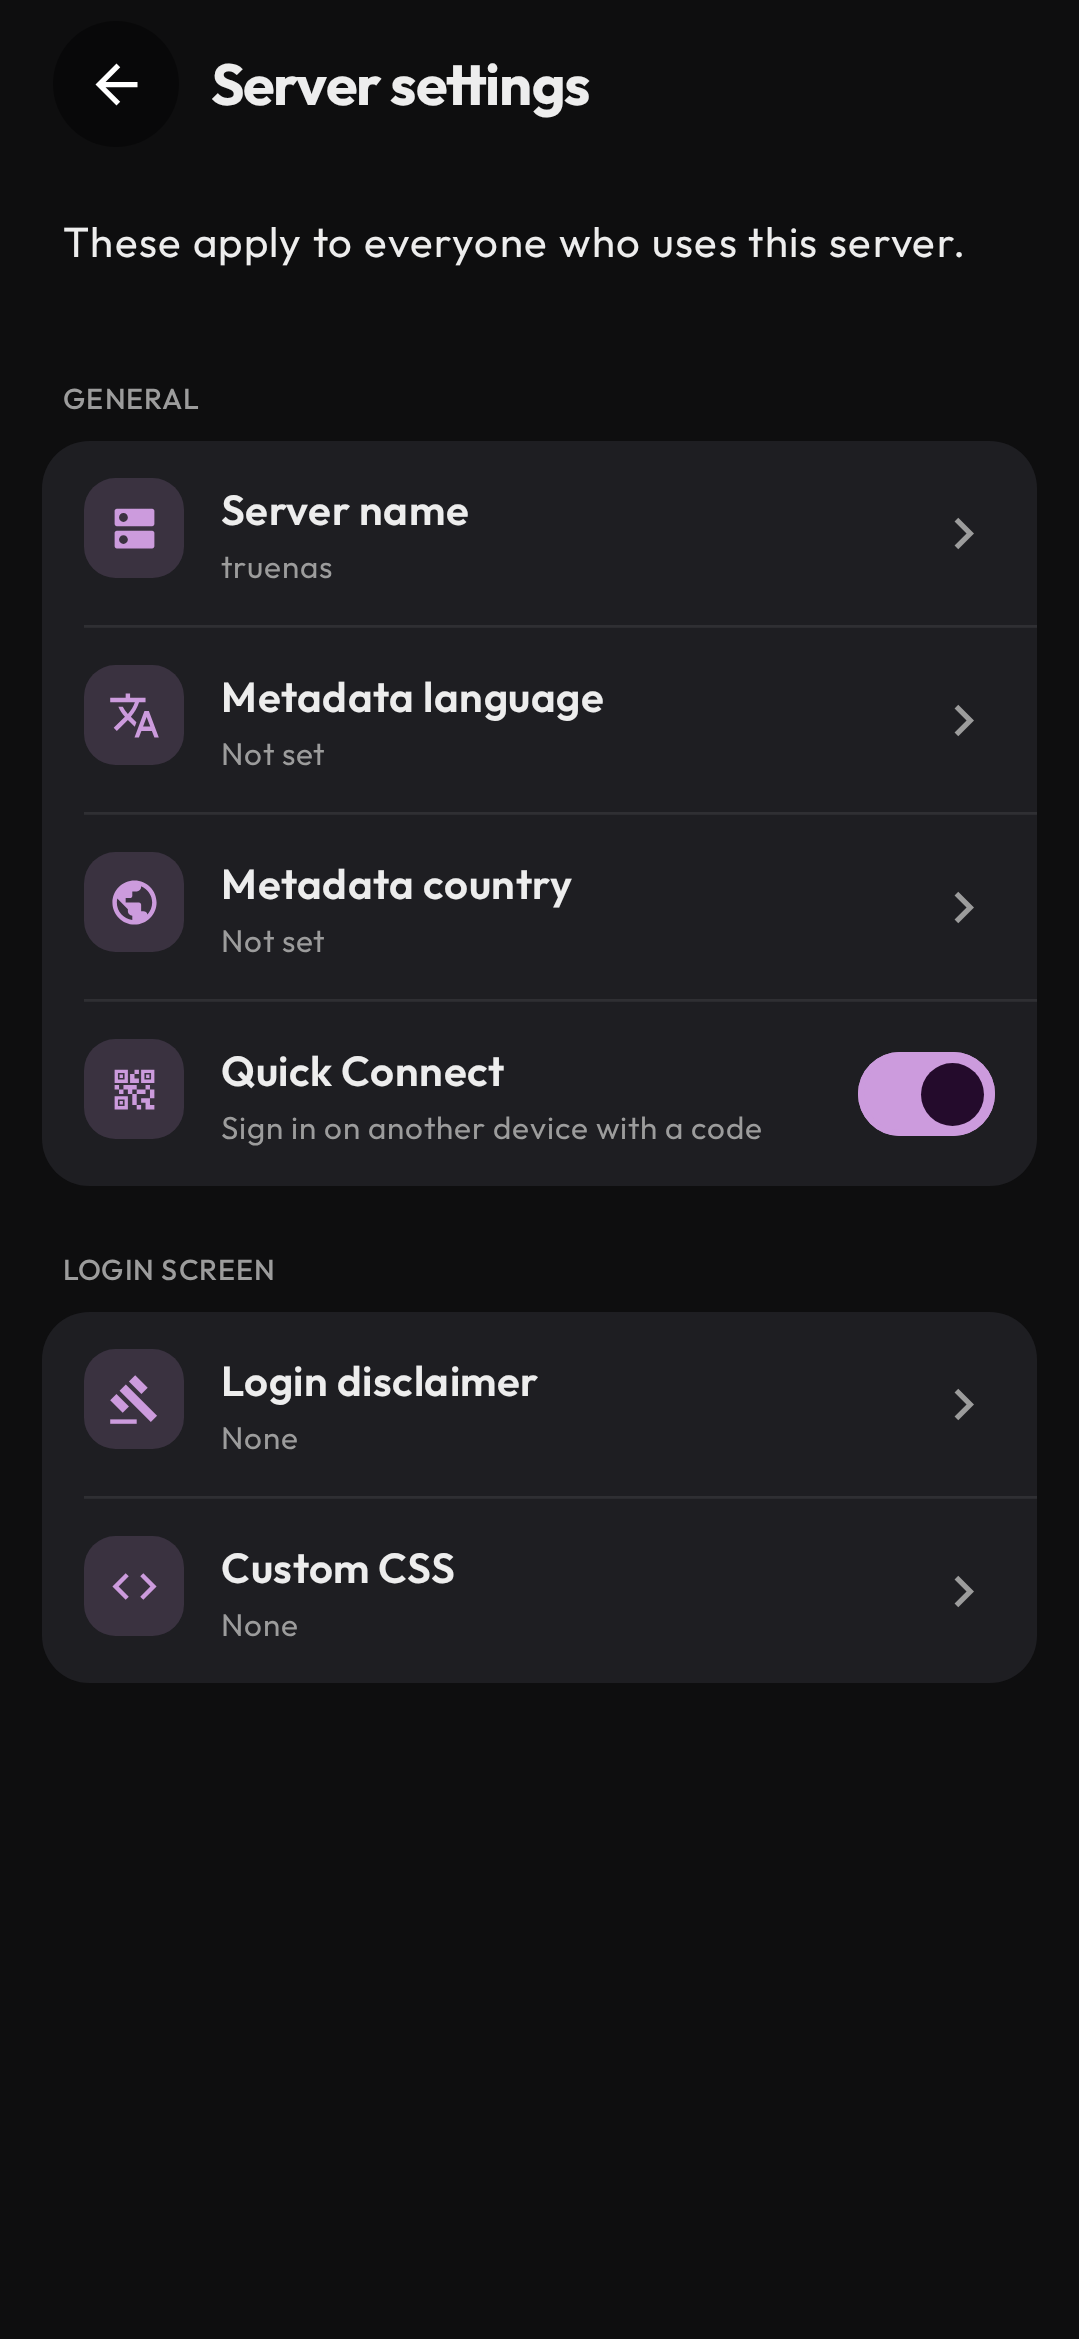 Server settings
These apply to everyone who uses this server.
GENERAL
Server name
truenas
Metadata language
Not set
Metadata country
Not set
Quick Connect
Sign in on another device with a code
LOGIN SCREEN
Login disclaimer
None
Custom CSS
None